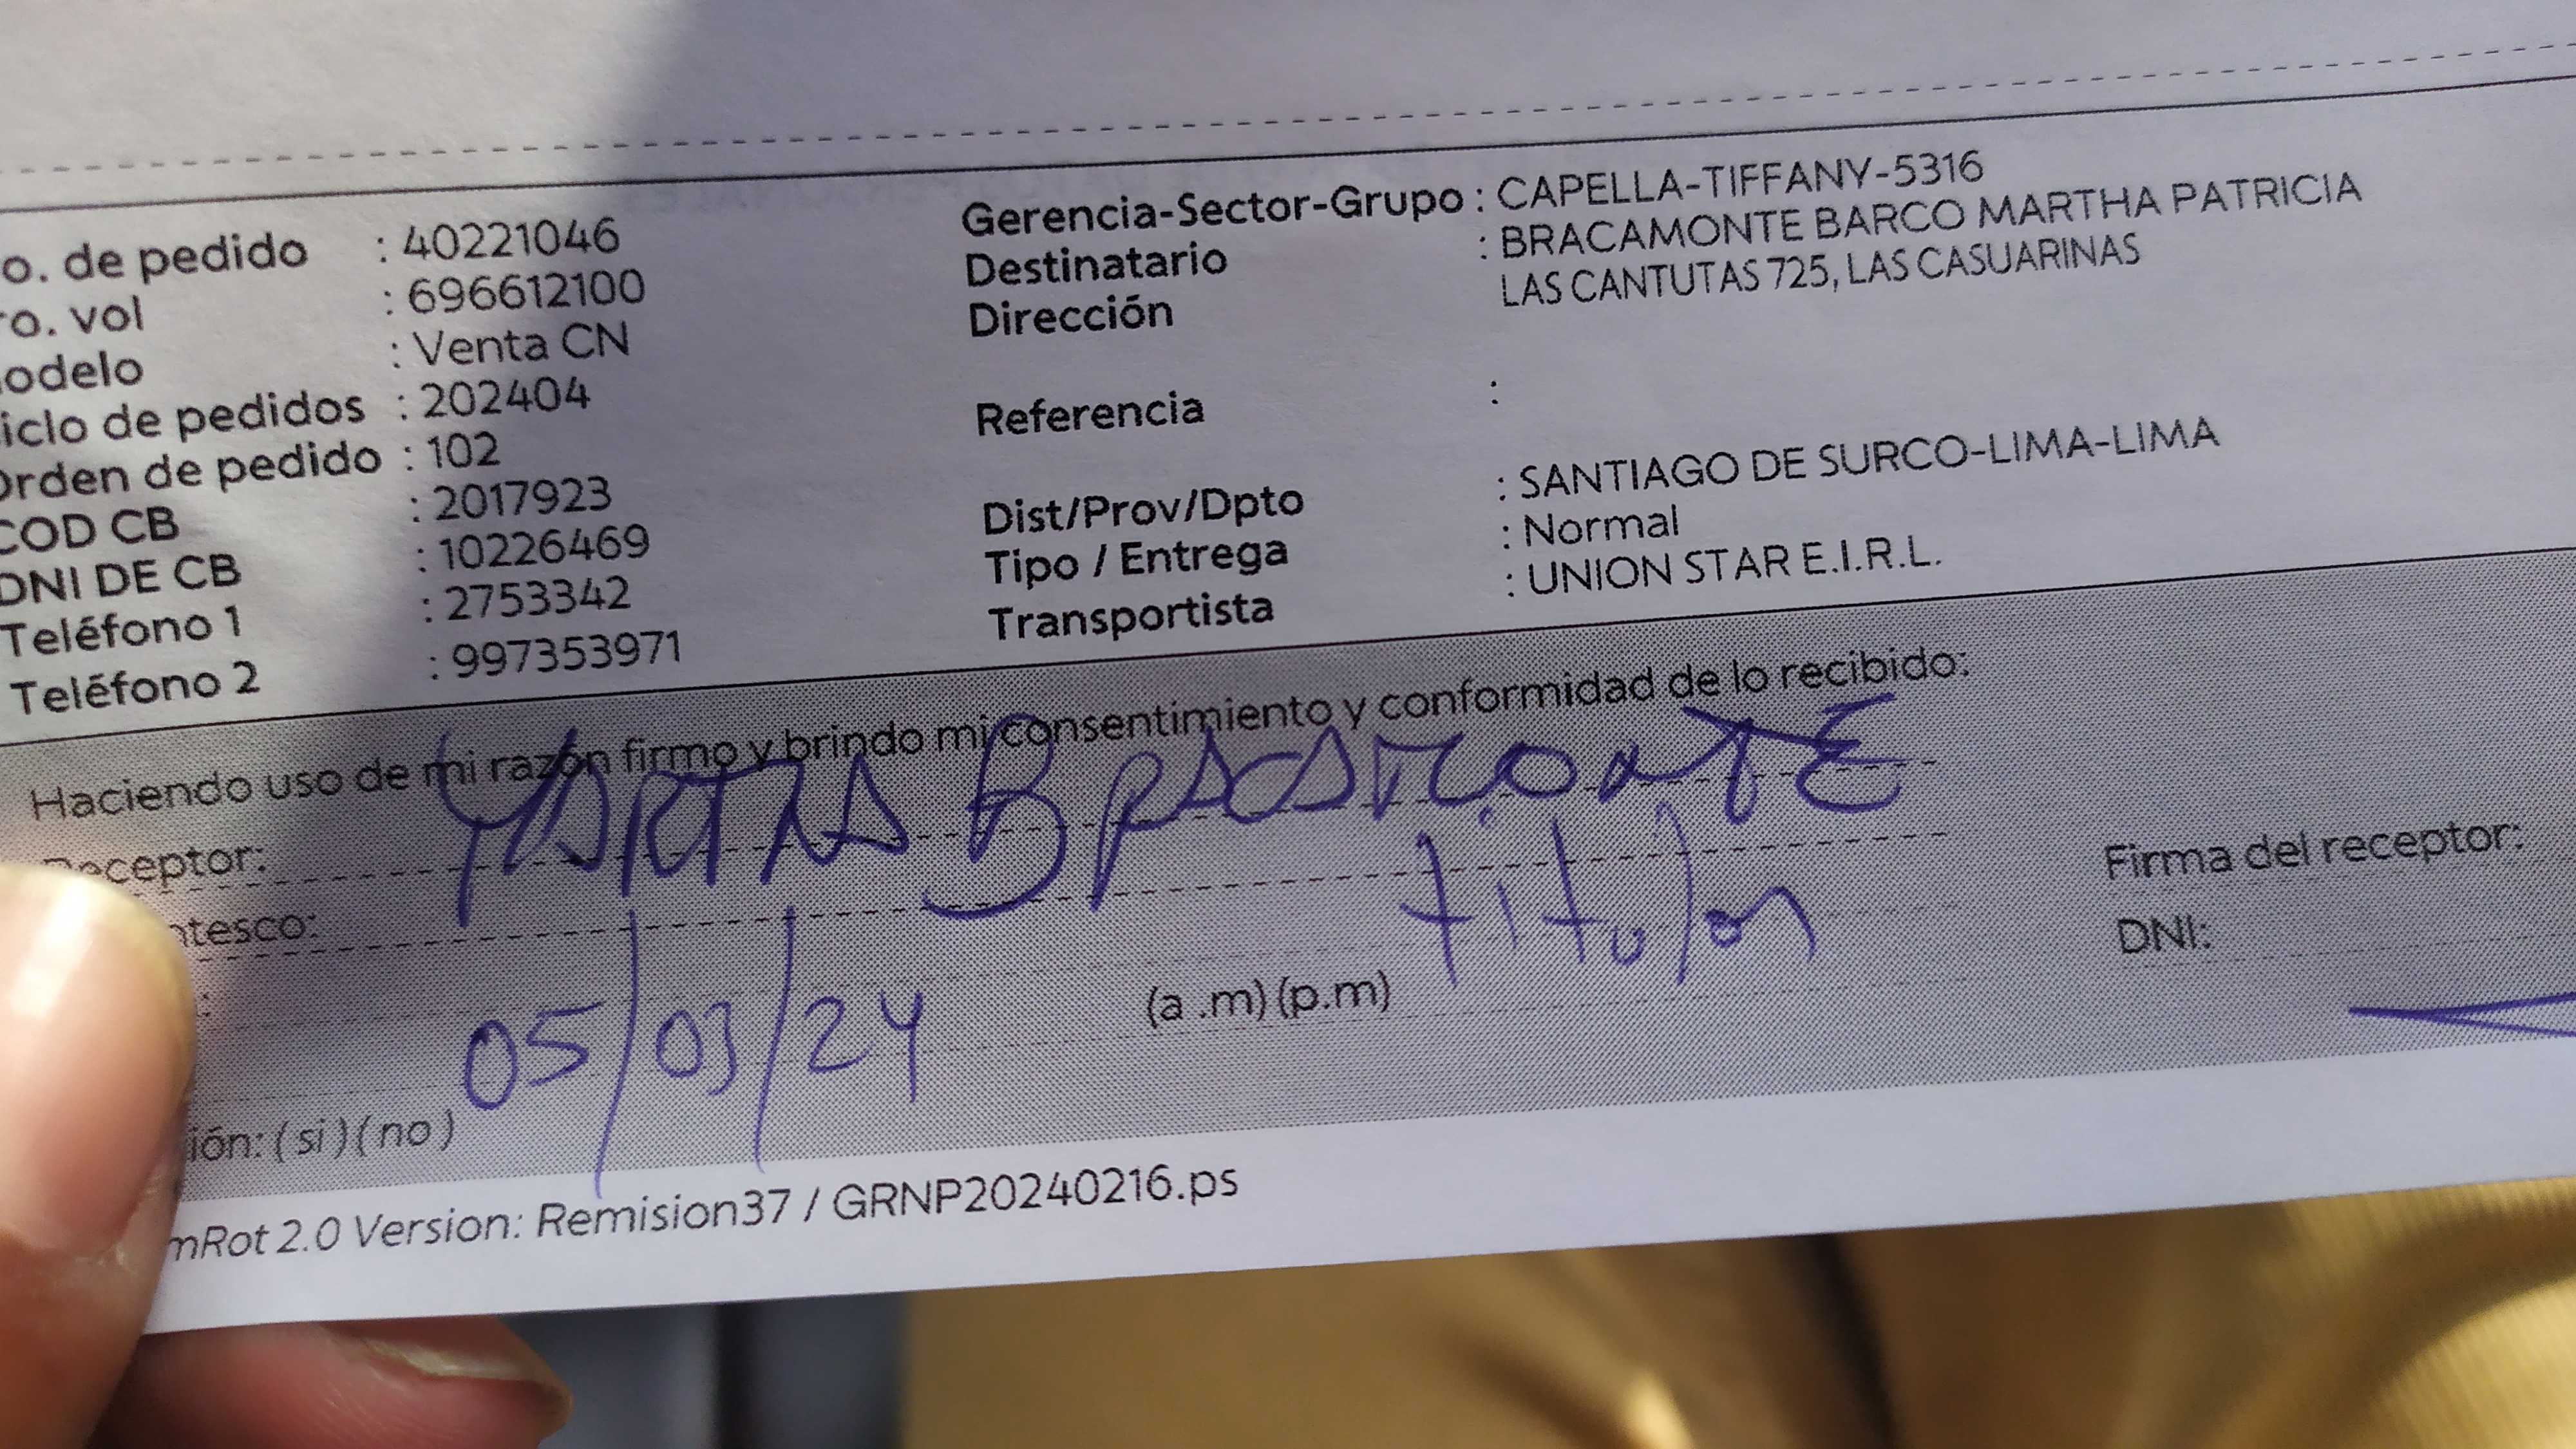 o. de pedido : 40221046
ro. vol : 696612100
odelo : Venta CN
iclo de pedidos : 202404
Orden de pedido : 102
COD CB : 2017923
DNI DE CB : 10226469
Teléfono 1 : 2753342
Teléfono 2 : 997353971
Gerencia-Sector-Grupo : CAPELLA-TIFFANY-5316
Destinatario : BRACAMONTE BARCO MARTHA PATRICIA
Dirección LAS CANTUTAS 725, LAS CASUARINAS
Referencia :
Dist/Prov/Dpto : SANTIAGO DE SURCO-LIMA-LIMA
Tipo / Entrega : Normal
Transportista : UNION STAR E.I.R.L.
Haciendo uso de mi razón firmo y brindo mi consentimiento y conformidad de lo recibido:
Receptor: BRACAMONTE
ntesco: titular
: 05/03/24 (a .m) (p.m)
ión: ( si ) ( no )
Firma del receptor:
DNI:
mRot 2.0 Version: Remision37 / GRNP20240216.ps